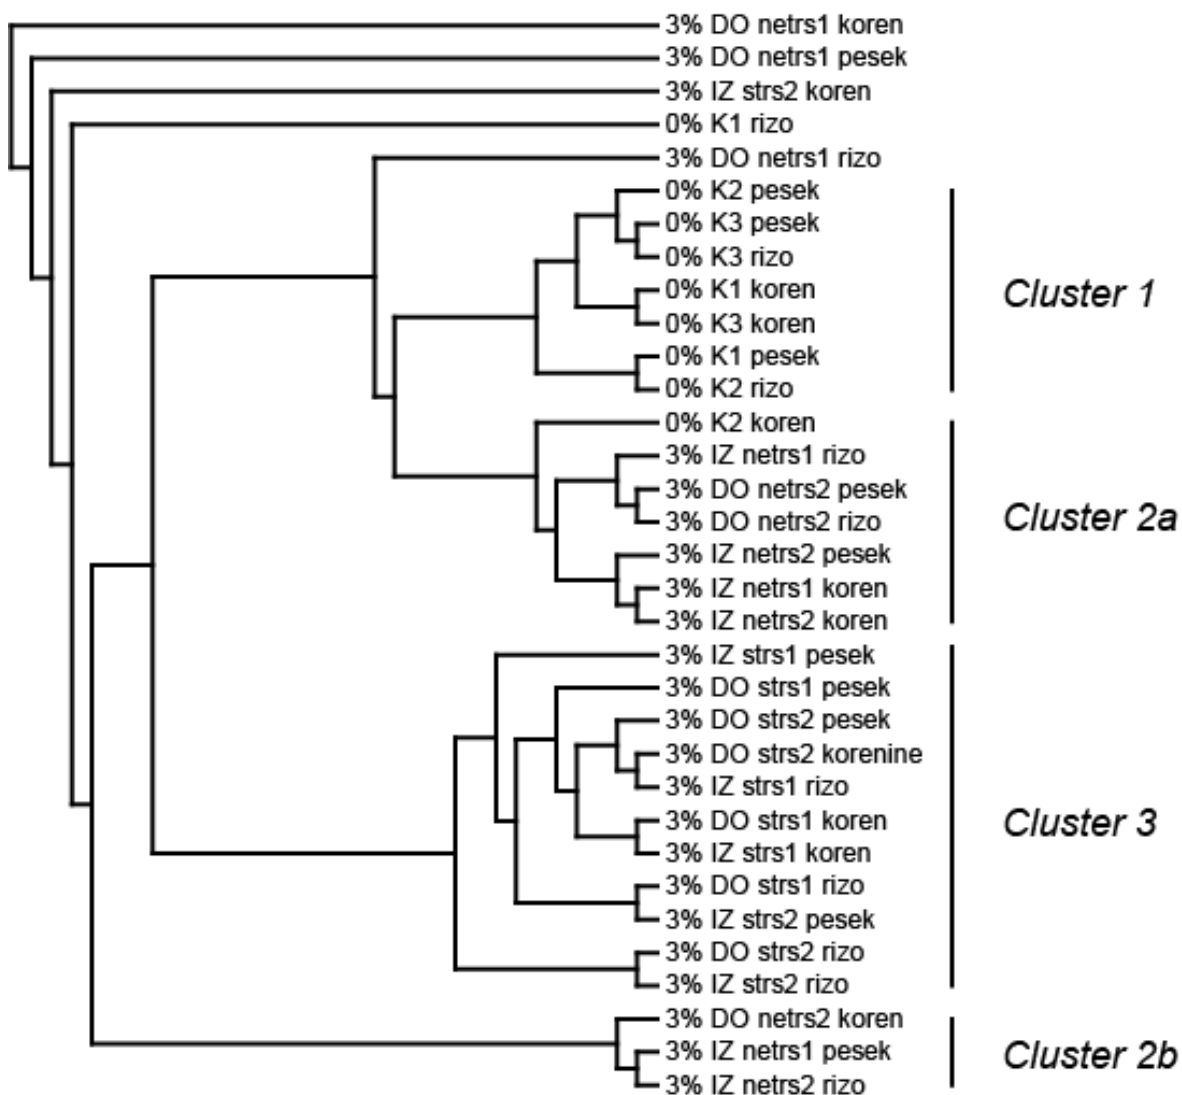 3% DO netrs1 koren
3% DO netrs1 pesek
3% IZ strs2 koren
0% K1 rizo
3% DO netrs1 rizo
0% K2 pesek
0% K3 pesek
0% K3 rizo
0% K1 koren
Cluster 1
0% K3 koren
0% K1 pesek
0% K2 rizo
0% K2 koren
3% IZ netrs1 rizo
3% DO netrs2 pesek
Cluster 2a
3% DO netrs2 rizo
3% IZ netrs2 pesek
3% IZ netrs1 koren
3% IZ netrs2 koren
3% IZ strs1 pesek
3% DO strs1 pesek
3% DO strs2 pesek
3% DO strs2 korenine
3% IZ strs1 rizo
3% DO strs1 koren
Cluster 3
3% IZ strs1 koren
3% DO strs1 rizo
3% IZ strs2 pesek
3% DO strs2 rizo
3% IZ strs2 rizo
3% DO netrs2 koren
3% IZ netrs1 pesek
Cluster 2b
3% IZ netrs2 rizo